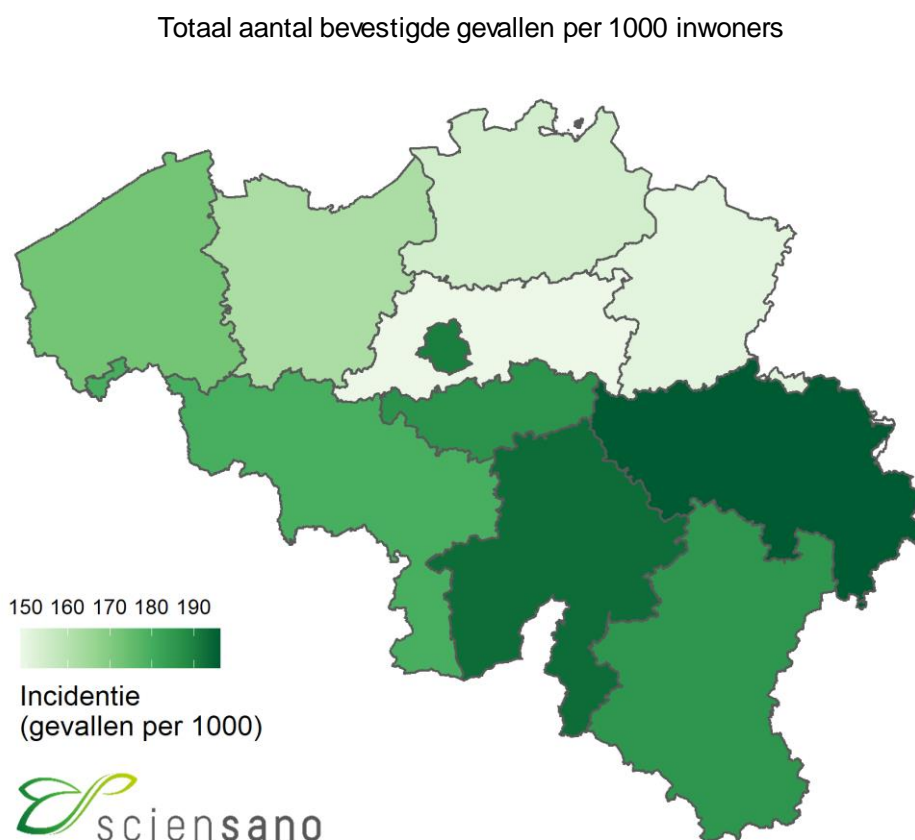 Totaal aantal bevestigde gevallen per 1000 inwoners
150 160 170 180 190
Incidentie
(gevallen per 1000)
sciensano